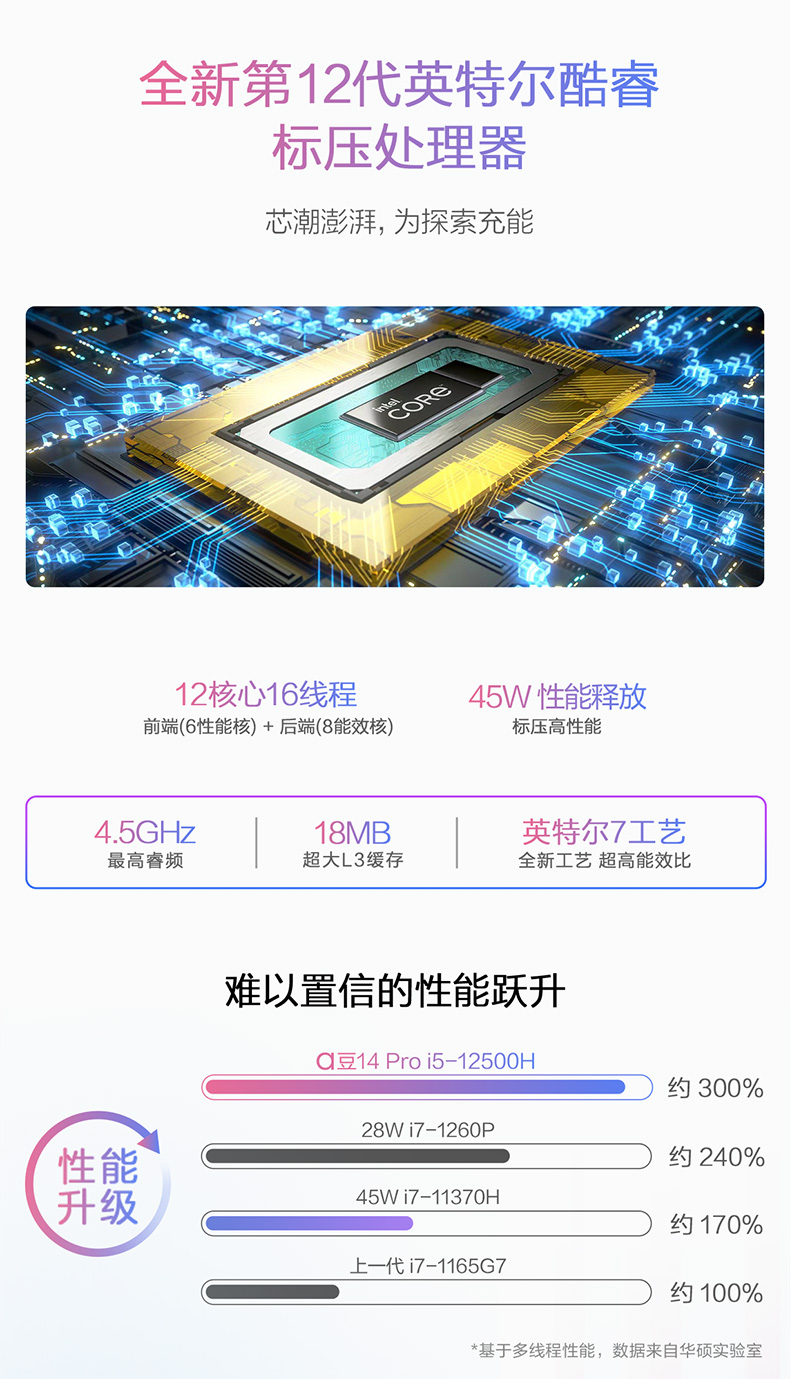 全新第12代英特尔酷睿
标压处理器
芯潮澎湃，为探索充能
intel
CORE
12核心16线程
前端(6性能核) + 后端(8能效核)
45W 性能释放
标压高性能
4.5GHz
最高睿频
18MB
超大L3缓存
英特尔7工艺
全新工艺 超高能效比
难以置信的性能跃升
性能
升级
a豆14 Pro i5-12500H
约 300%
28W i7-1260P
约 240%
45W i7-11370H
约 170%
上一代 i7-1165G7
约 100%
*基于多线程性能，数据来自华硕实验室